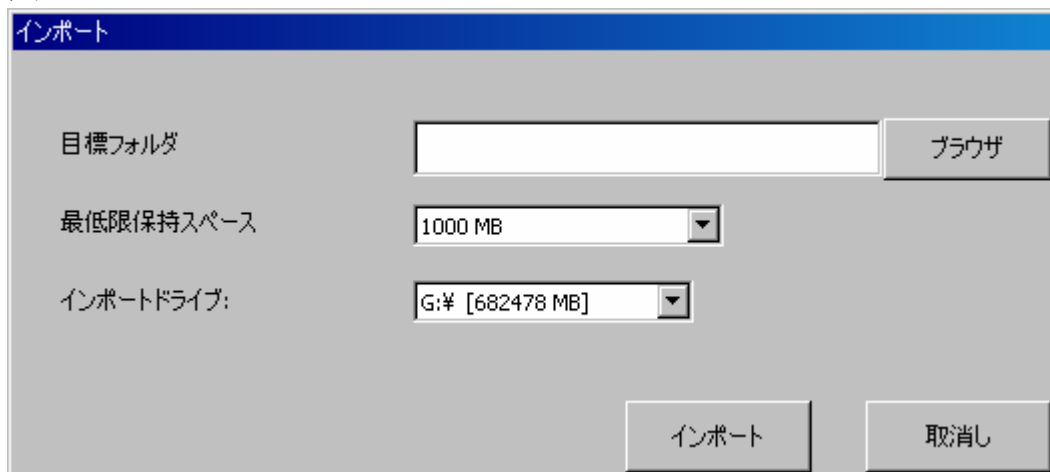 インポート
目標フォルダ
ブラウザ
最低限保持スペース
1000 MB
インポートドライブ:
G:¥ [682478 MB]
インポート
取消し